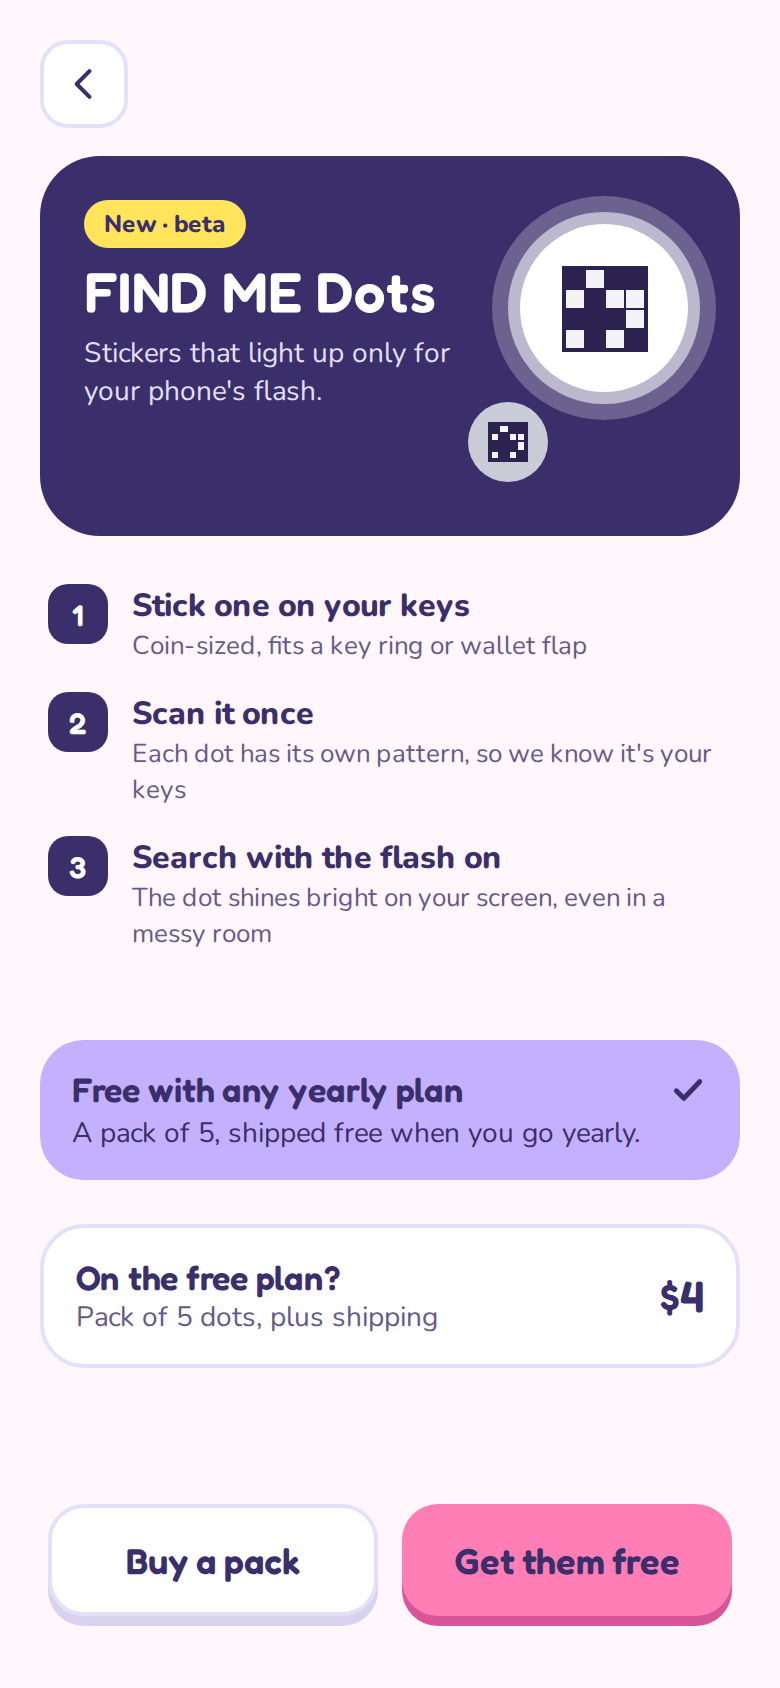 New · beta
FIND ME Dots
Stickers that light up only for
your phone's flash.
1
Stick one on your keys
Coin-sized, fits a key ring or wallet flap
2
Scan it once
Each dot has its own pattern, so we know it's your
keys
3
Search with the flash on
The dot shines bright on your screen, even in a
messy room
Free with any yearly plan
A pack of 5, shipped free when you go yearly.
On the free plan?
Pack of 5 dots, plus shipping
$4
Buy a pack
Get them free